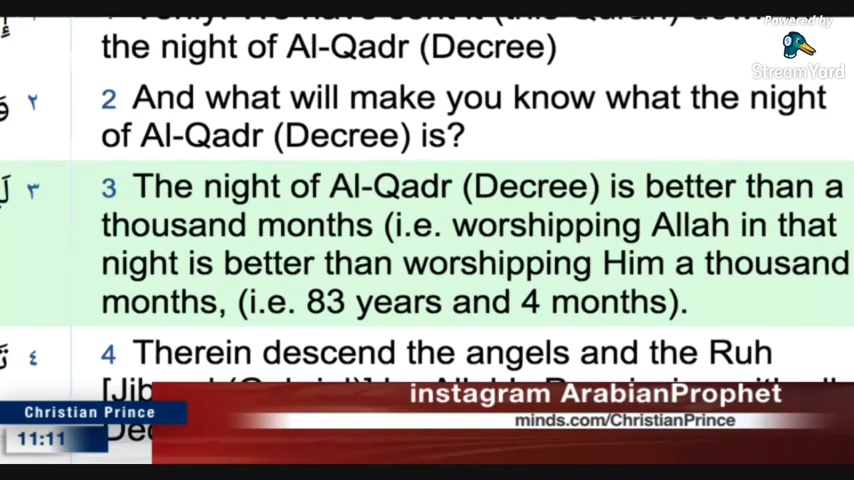 Powered by
StreamYard
the night of Al-Qadr (Decree)
٢ 2 And what will make you know what the night
of Al-Qadr (Decree) is?
٣ 3 The night of Al-Qadr (Decree) is better than a
thousand months (i.e. worshipping Allah in that
night is better than worshipping Him a thousand
months, (i.e. 83 years and 4 months).
٤ 4 Therein descend the angels and the Ruh
instagram ArabianProphet
minds.com/ChristianPrince
Christian Prince
11:11